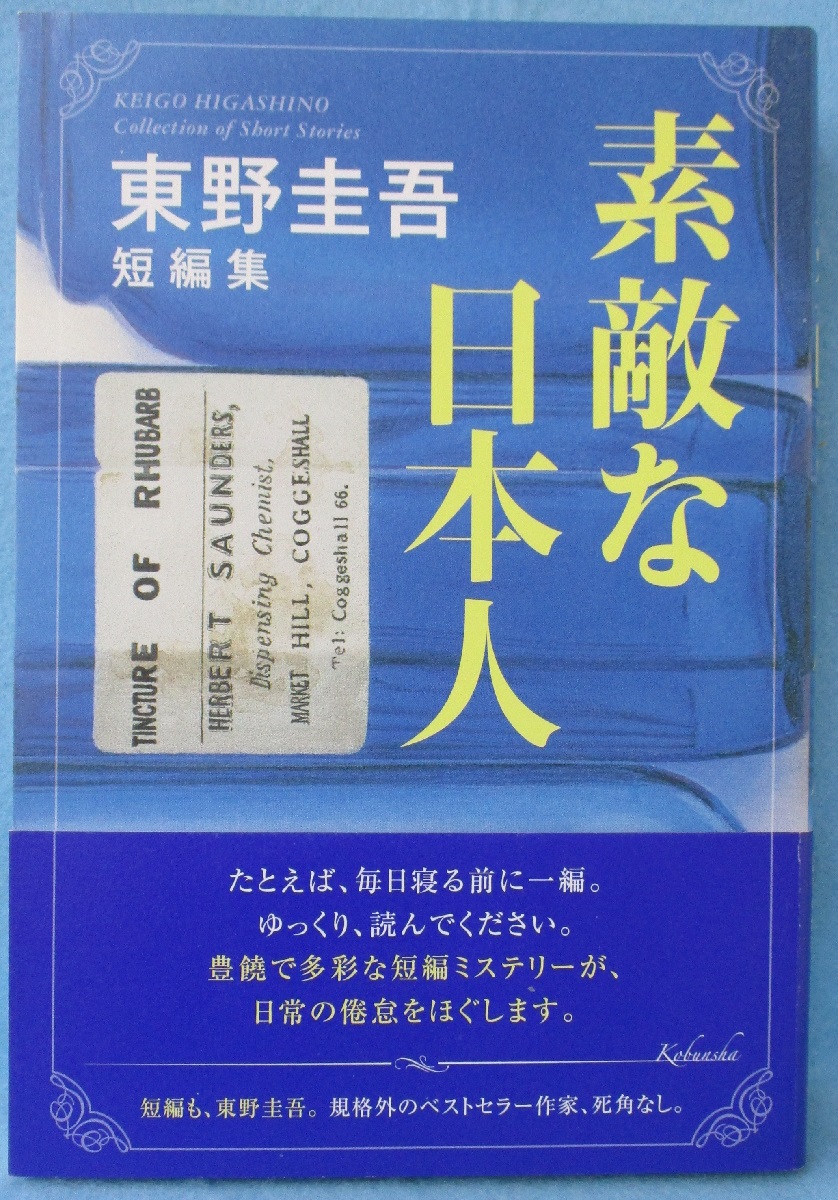 KEIGO HIGASHINO
Collection of Short Stories
東野圭吾
短編集
素敵な
日本人
TINCTURE OF RHUBARB
HERBERT SAUNDERS,
Dispensing Chemist,
MARKET HILL, COGGESHALL
Tel: Coggeshall 66.
たとえば、毎日寝る前に一編。
ゆっくり、読んでください。
豊饒で多彩な短編ミステリーが、
日常の倦怠をほぐします。
Kobunsha
短編も、東野圭吾。規格外のベストセラー作家、死角なし。